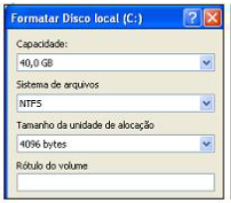 Formatar Disco local (C:)
Capacidade:
40,0 GB
Sistema de arquivos
NTFS
Tamanho da unidade de alocação
4096 bytes
Rótulo do volume